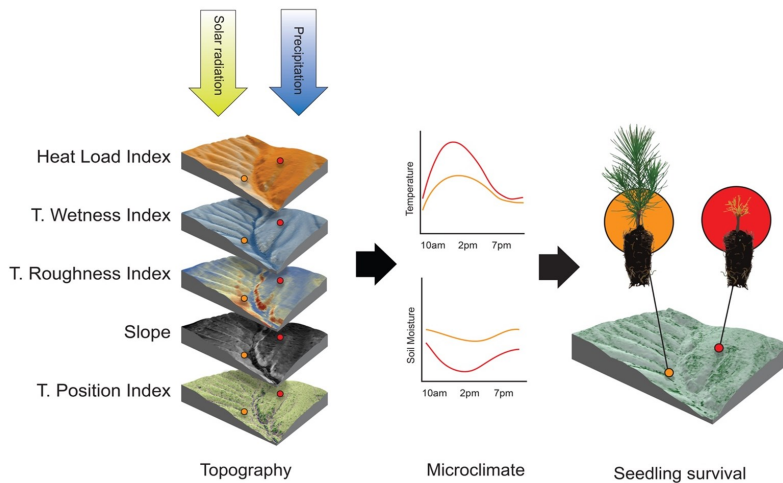 Solar radiation
Precipitation
Heat Load Index
T. Wetness Index
T. Roughness Index
Slope
T. Position Index
Topography
Temperature
10am 2pm 7pm
Soil Moisture
10am 2pm 7pm
Microclimate
Seedling survival